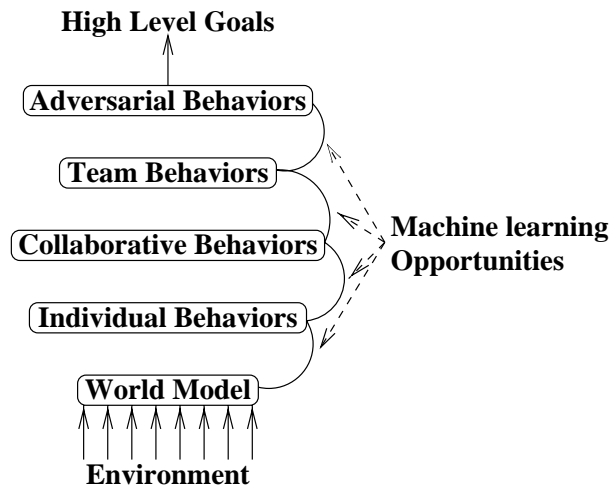 High Level Goals
Adversarial Behaviors
Team Behaviors
Collaborative Behaviors
Machine learning
Opportunities
Individual Behaviors
World Model
Environment